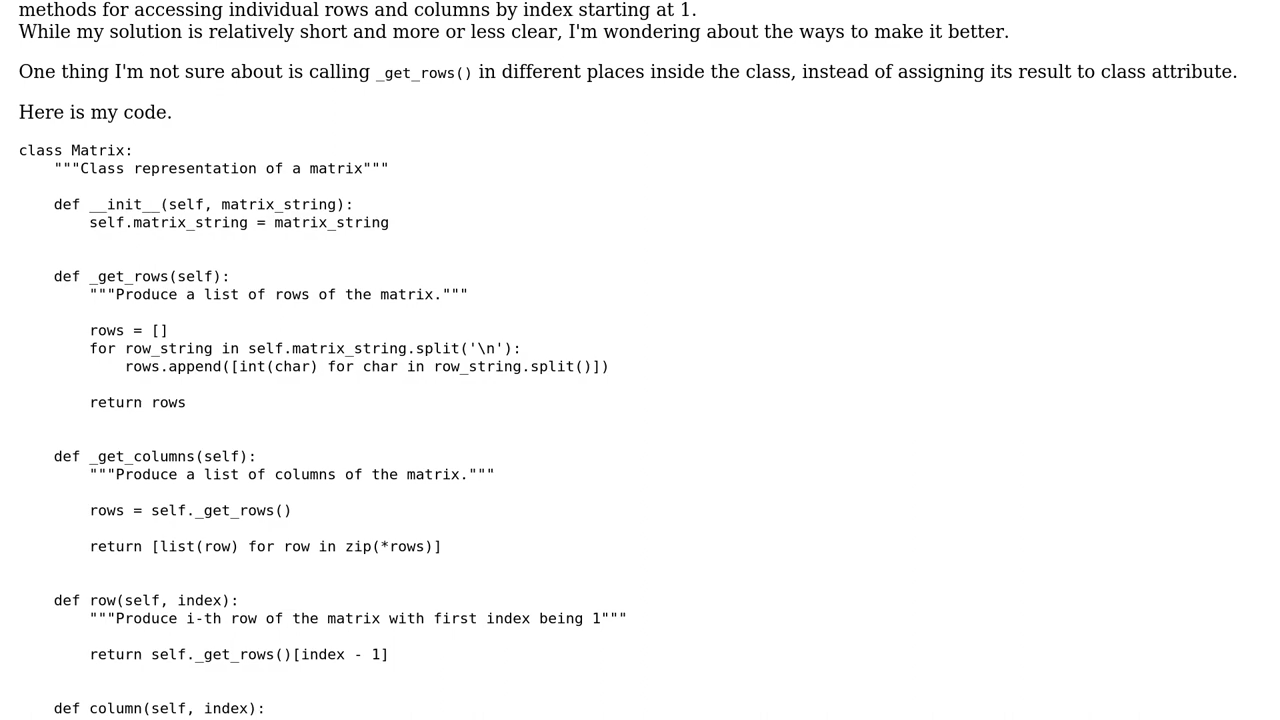 methods for accessing individual rows and columns by index starting at 1.
While my solution is relatively short and more or less clear, I'm wondering about the ways to make it better.
One thing I'm not sure about is calling _get_rows() in different places inside the class, instead of assigning its result to class attribute.
Here is my code.
class Matrix:
    """Class representation of a matrix"""
    def __init__(self, matrix_string):
        self.matrix_string = matrix_string
    def _get_rows(self):
        """Produce a list of rows of the matrix."""
        rows = []
        for row_string in self.matrix_string.split('\n'):
            rows.append([int(char) for char in row_string.split()])
        return rows
    def _get_columns(self):
        """Produce a list of columns of the matrix."""
        rows = self._get_rows()
        return [list(row) for row in zip(*rows)]
    def row(self, index):
        """Produce i-th row of the matrix with first index being 1"""
        return self._get_rows()[index - 1]
    def column(self, index):